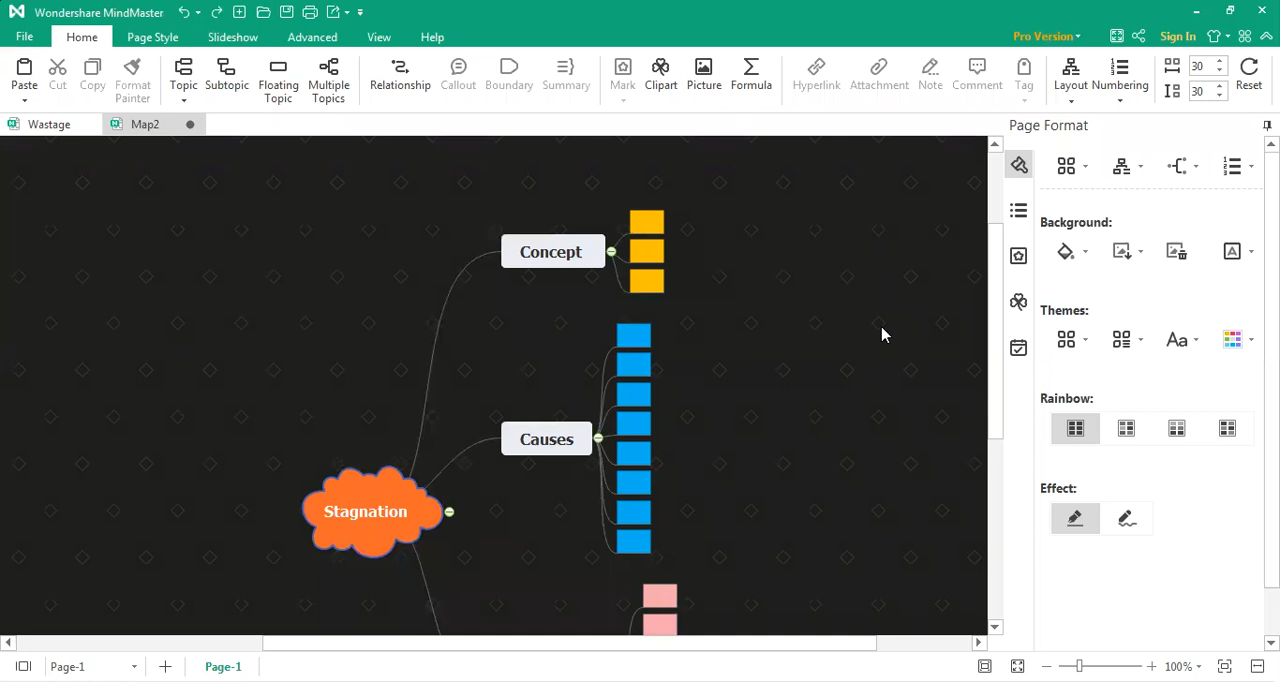 Wondershare MindMaster
File Home Page Style Slideshow Advanced View Help
Pro Version Sign In
Paste Cut Copy Format Painter
Topic Subtopic Floating Topic Multiple Topics
Relationship Callout Boundary Summary
Mark Clipart Picture Formula
Hyperlink Attachment Note Comment Tag
Layout Numbering 30 30 Reset
Wastage Map2
Page Format
Background:
Themes:
Aa
Rainbow:
Effect:
Concept
Causes
Stagnation
Page-1 Page-1 100%